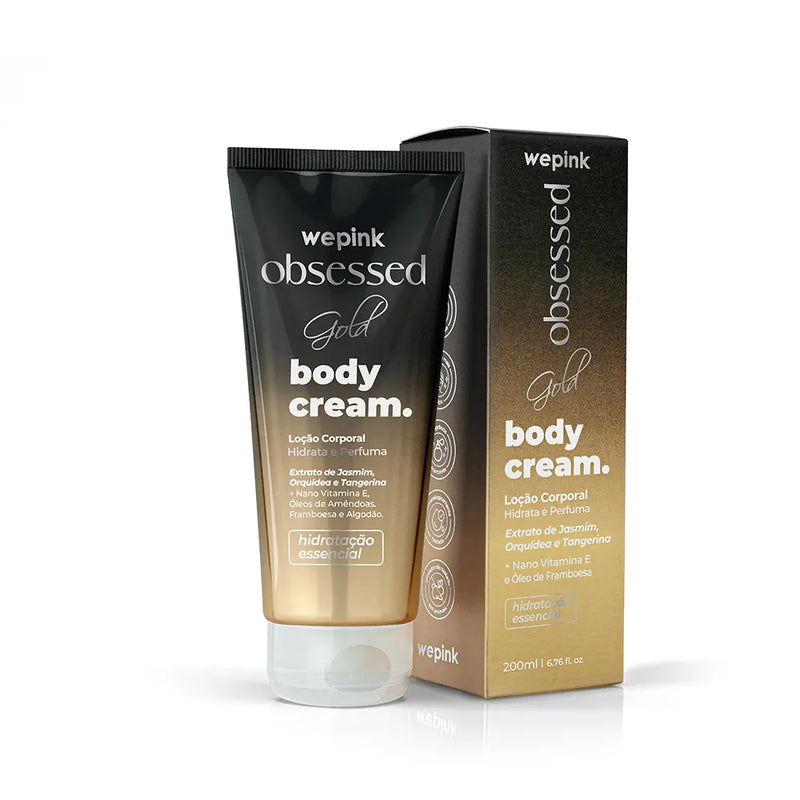 wepink
obsessed
Gold
body
cream.
Loção Corporal
Hidrata e Perfuma
Extrato de Jasmim,
Orquídea e Tangerina
+ Nano Vitamina E,
Óleos de Amêndoas,
Framboesa e Algodão.
hidratação
essencial
wepink
obsessed
Gold
body
cream.
Loção Corporal
Hidrata e Perfuma
Extrato de Jasmim,
Orquídea e Tangerina
+ Nano Vitamina E
e Óleo de Framboesa
hidratação
essencial
200ml | 6.76 fl. oz
wepink